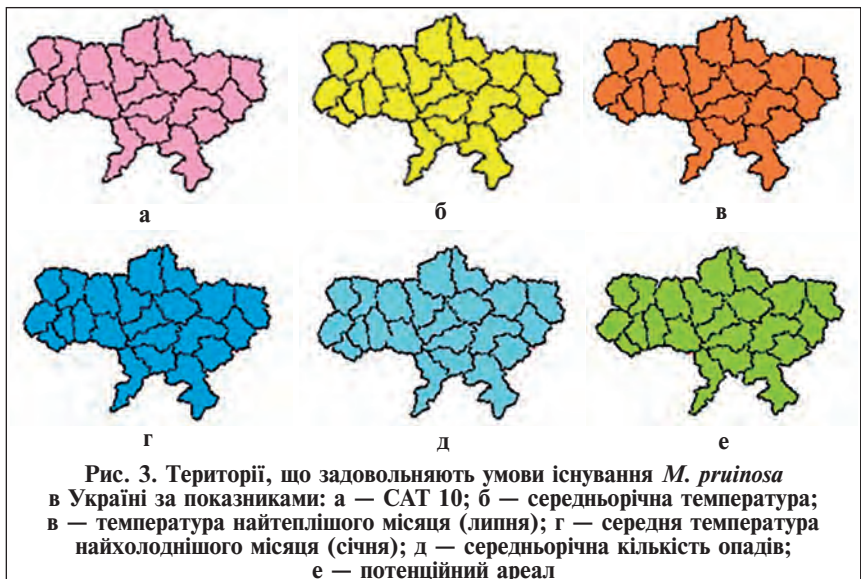 а
б
в
г
д
е
Рис. 3. Території, що задовольняють умови існування M. pruinosa
в Україні за показниками: а — САТ 10; б — середньорічна температура;
в — температура найтеплішого місяця (липня); г — середня температура
найхолоднішого місяця (січня); д — середньорічна кількість опадів;
е — потенційний ареал